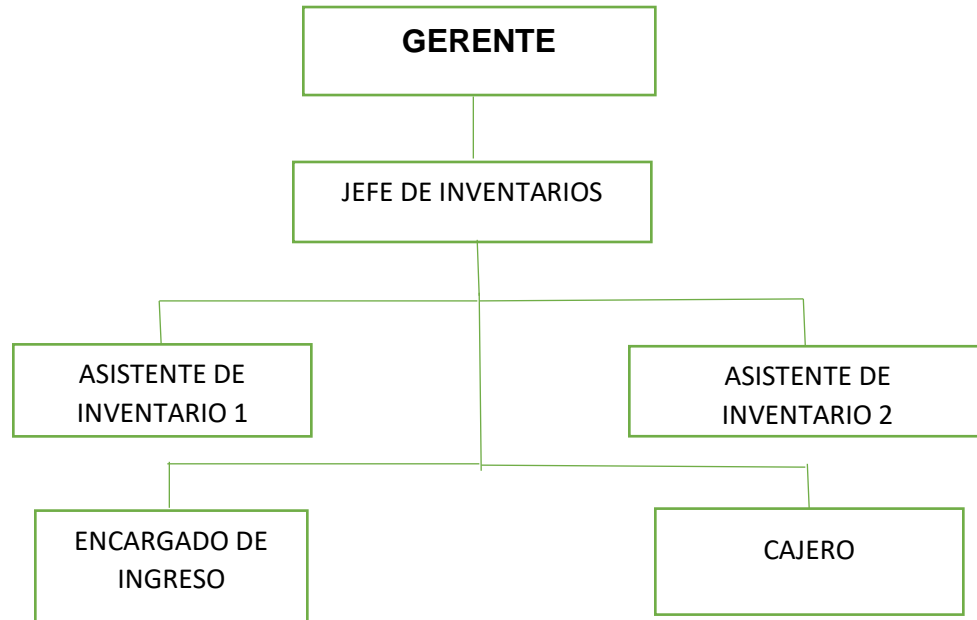 GERENTE
JEFE DE INVENTARIOS
ASISTENTE DE
INVENTARIO 1
ASISTENTE DE
INVENTARIO 2
ENCARGADO DE
INGRESO
CAJERO